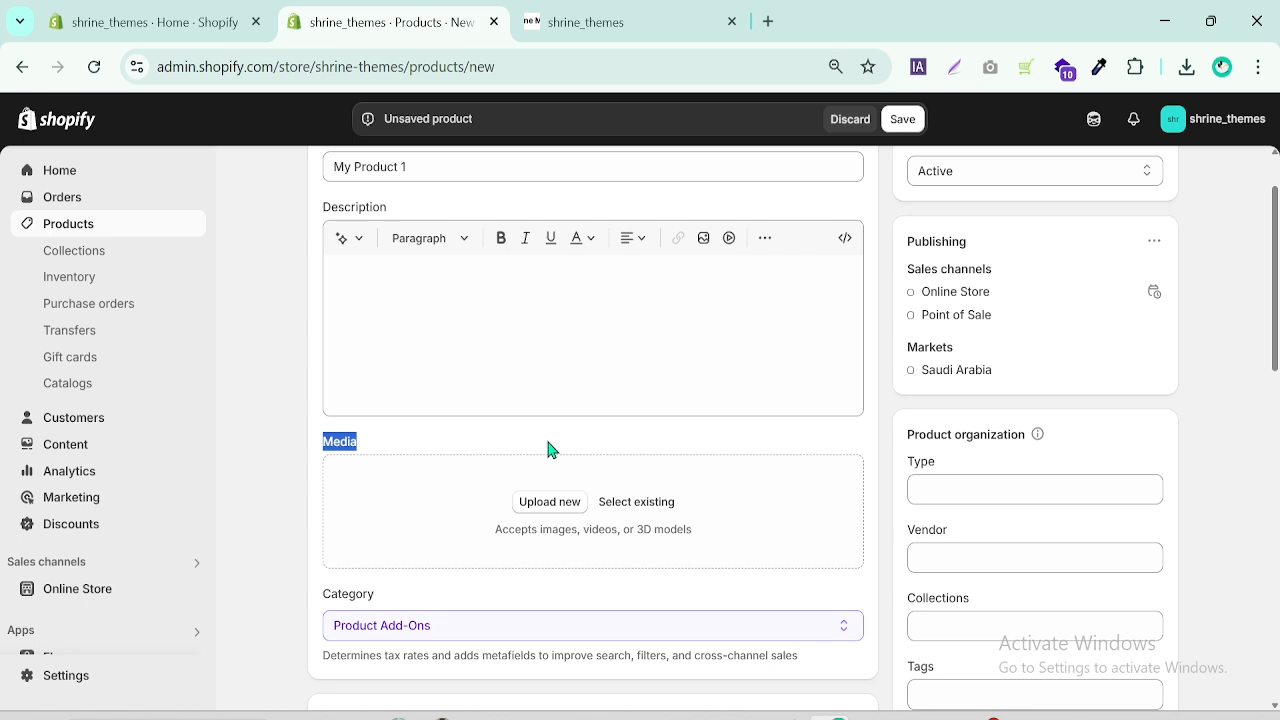 shrine_themes · Home · Shopify
shrine_themes · Products · New
shrine_themes
admin.shopify.com/store/shrine-themes/products/new
IA
10
shopify
Unsaved product
Discard
Save
shr
shrine_themes
Home
Orders
Products
Collections
Inventory
Purchase orders
Transfers
Gift cards
Catalogs
Customers
Content
Analytics
Marketing
Discounts
Sales channels
Online Store
Apps
Settings
My Product 1
Description
Paragraph
B I U A
Media
Upload new
Select existing
Accepts images, videos, or 3D models
Category
Product Add-Ons
Determines tax rates and adds metafields to improve search, filters, and cross-channel sales
Active
Publishing
Sales channels
Online Store
Point of Sale
Markets
Saudi Arabia
Product organization
Type
Vendor
Collections
Tags
Activate Windows
Go to Settings to activate Windows.